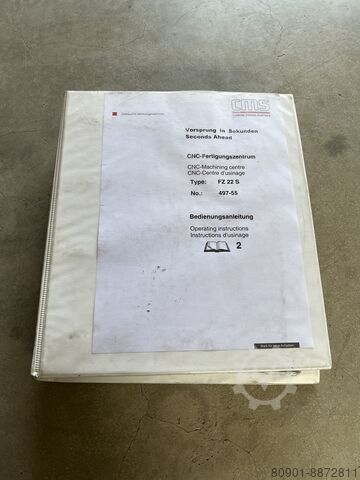 cms
Vorsprung in Sekunden
Seconds Ahead
CNC-Fertigungszentrum
CNC-Machining centre
CNC-Centre d'usinage
Type: FZ 22 S
No.: 497-55
Bedienungsanleitung
Operating instructions
Instructions d'usinage
2
80901-8872811